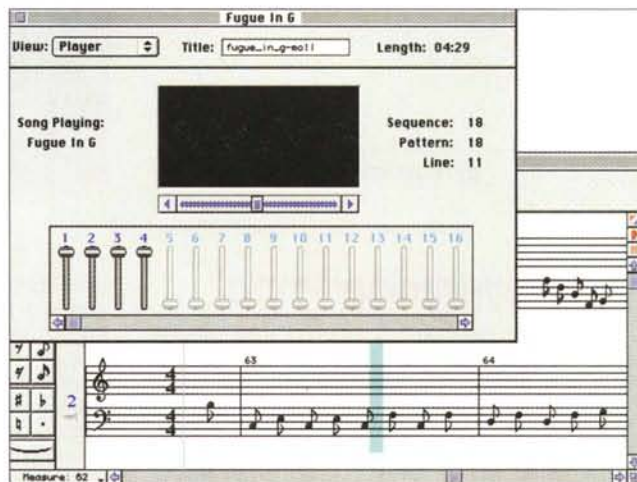 Fugue In G
View: Player Title: fugue_in_g-moll Length: 04:29
Song Playing:
Fugue In G
Sequence: 18
Pattern: 18
Line: 11
1 2 3 4 5 6 7 8 9 10 11 12 13 14 15 16
63 64
2
Measure: 62